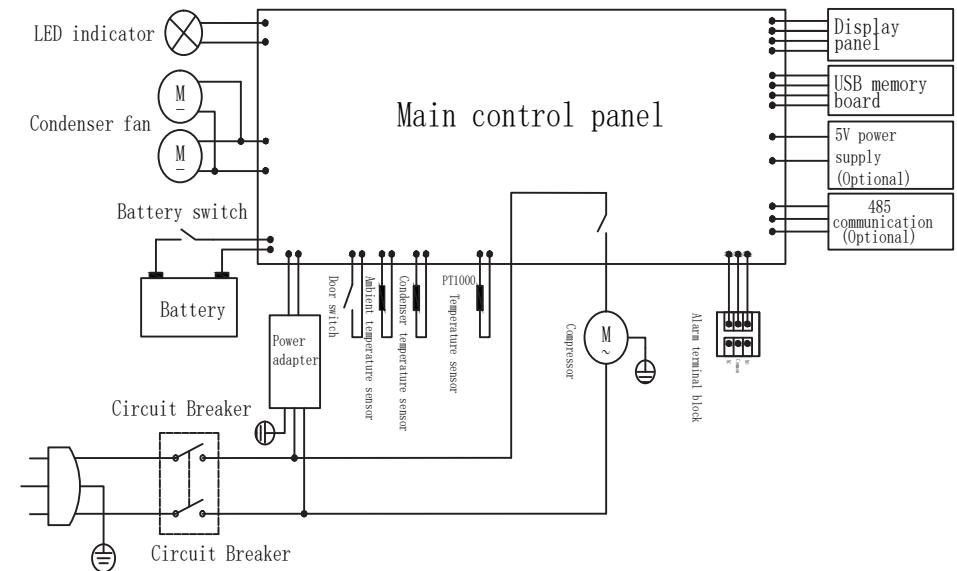 LED indicator
M
Condenser fan
M
Main control panel
Display
panel
USB memory
board
5V power
supply
(Optional)
485
communication
(Optional)
Battery switch
Battery
Door switch
Ambient temperature sensor
Condenser temperature sensor
PT1000
Temperature sensor
Compressor
M
~
Alarm terminal block
Common
Power
adapter
Circuit Breaker
Circuit Breaker